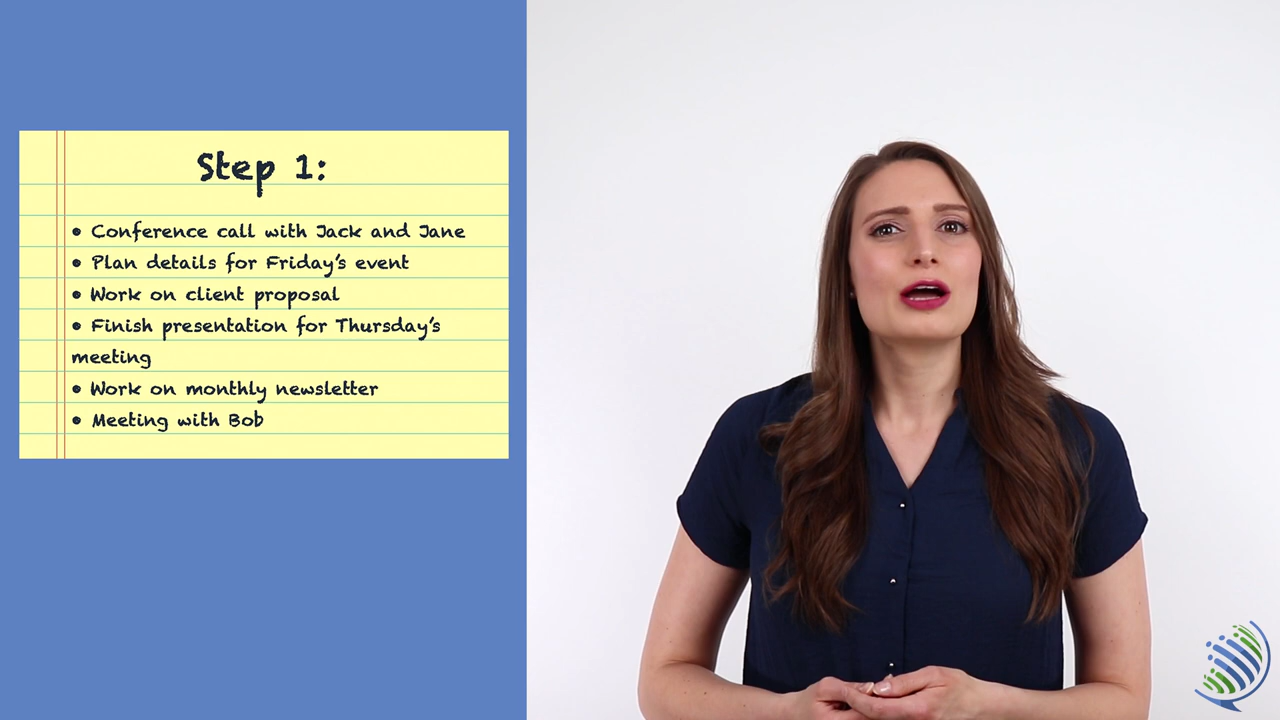 Step 1:
• Conference call with Jack and Jane
• Plan details for Friday's event
• Work on client proposal
• Finish presentation for Thursday's
meeting
• Work on monthly newsletter
• Meeting with Bob